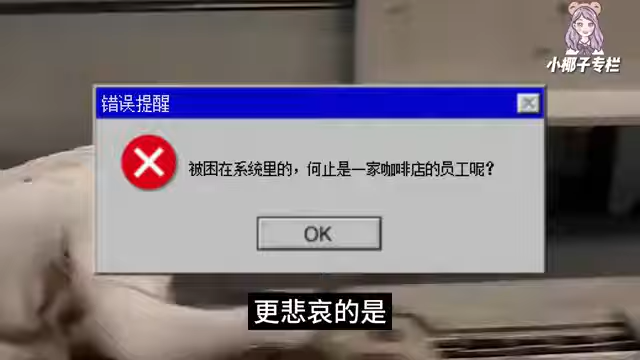 小椰子专栏
错误提醒
被困在系统里的，何止是一家咖啡店的员工呢？
OK
更悲哀的是